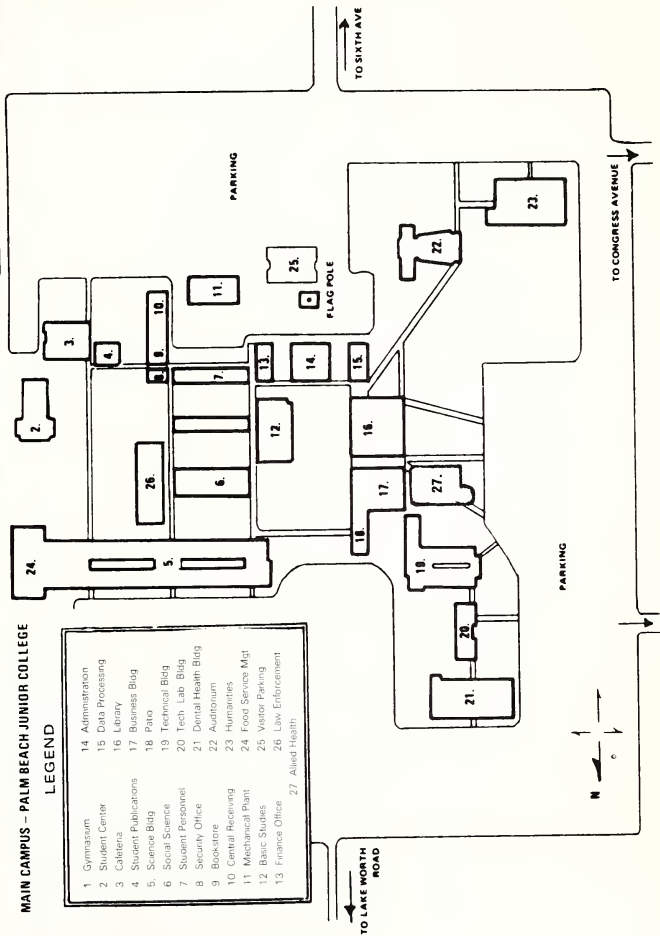 MAIN CAMPUS – PALM BEACH JUNIOR COLLEGE
LEGEND
1 Gymnasium
2 Student Center
3 Cafeteria
4 Student Publications
5. Science Bldg
6 Social Science
7 Student Personnel
8 Security Office
9 Bookstore
10 Central Receiving
11 Mechanical Plant
12 Basic Studies
13 Finance Office
14 Administration
15 Data Processing
16 Library
17 Business Bldg
18 Patio
19 Technical Bldg
20 Tech Lab Bldg
21 Dental Health Bldg
22 Auditorium
23 Humanities
24 Food Service Mgt
25 Visitor Parking
26 Law Enforcement
27 Allied Health
TO LAKE WORTH
ROAD
N
24.
5.
2.
26.
6.
3.
4.
8.
9.
10.
7.
11.
12.
13.
14.
15.
25.
FLAG POLE
PARKING
TO SIXTH AVE
18.
17.
16.
19.
27.
20.
21.
22.
23.
PARKING
TO CONGRESS AVENUE